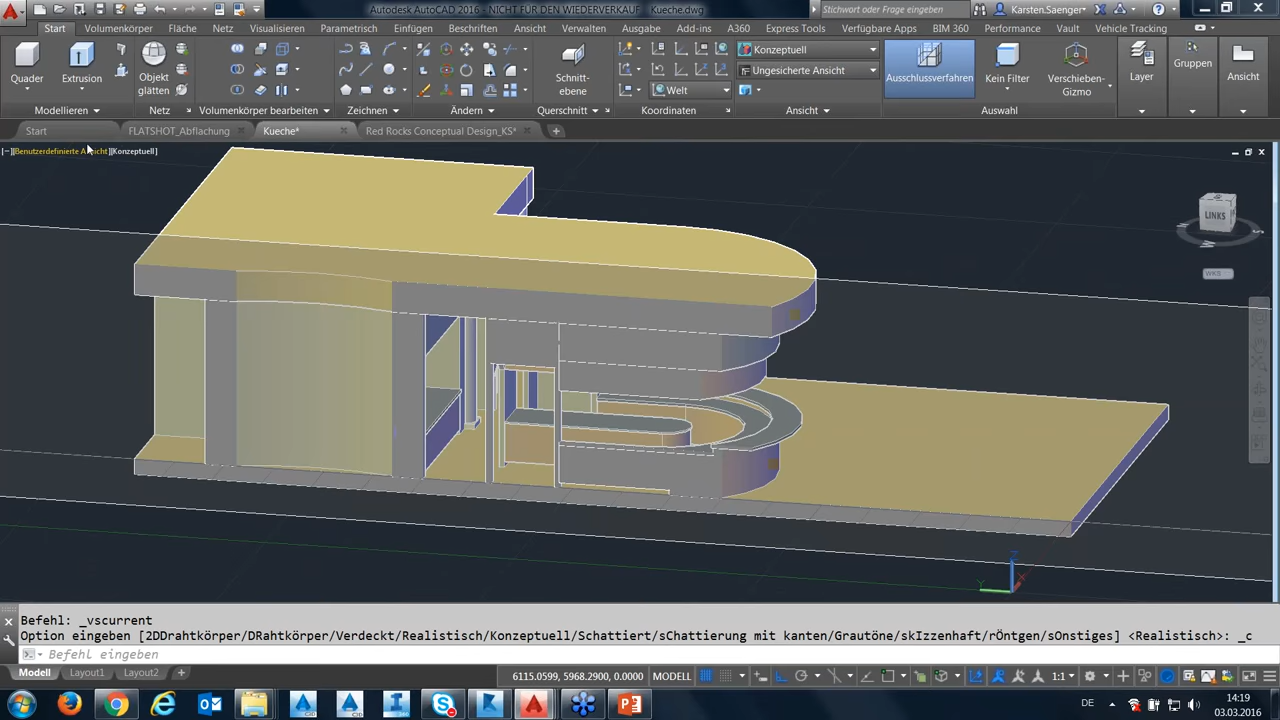 Autodesk AutoCAD 2016 - NICHT FÜR DEN WIEDERVERKAUF Kueche.dwg
Stichwort oder Frage eingeben
Karsten.Saenger
Start Volumenkörper Fläche Netz Visualisieren Parametrisch Einfügen Beschriften Ansicht Verwalten Ausgabe Add-ins A360 Express Tools Verfügbare Apps BIM 360 Performance Vault Vehicle Tracking
Quader
Extrusion
Objekt glätten
Schnitt-ebene
Welt
Konzeptuell
Ungesicherte Ansicht
Ausschlussverfahren
Kein Filter
Verschieben-Gizmo
Layer
Gruppen
Ansicht
Modellieren Netz Volumenkörper bearbeiten Zeichnen Ändern Querschnitt Koordinaten Ansicht Auswahl
Start FLATSHOT_Abflachung Kueche* Red Rocks Conceptual Design_KS*
[−][Benutzerdefinierte Ansicht][Konzeptuell]
LINKS
WKS
Z
Y
X
Befehl: _vscurrent
Option eingeben [2DDrahtkörper/DRahtkörper/Verdeckt/Realistisch/Konzeptuell/Schattiert/sChattierung mit kanten/Grautöne/skIzzenhaft/rÖntgen/sOnstiges] <Realistisch>: _c
Befehl eingeben
Modell Layout1 Layout2
6115.0599, 5968.2900, 0.0000 MODELL
1:1
DE
14:19
03.03.2016